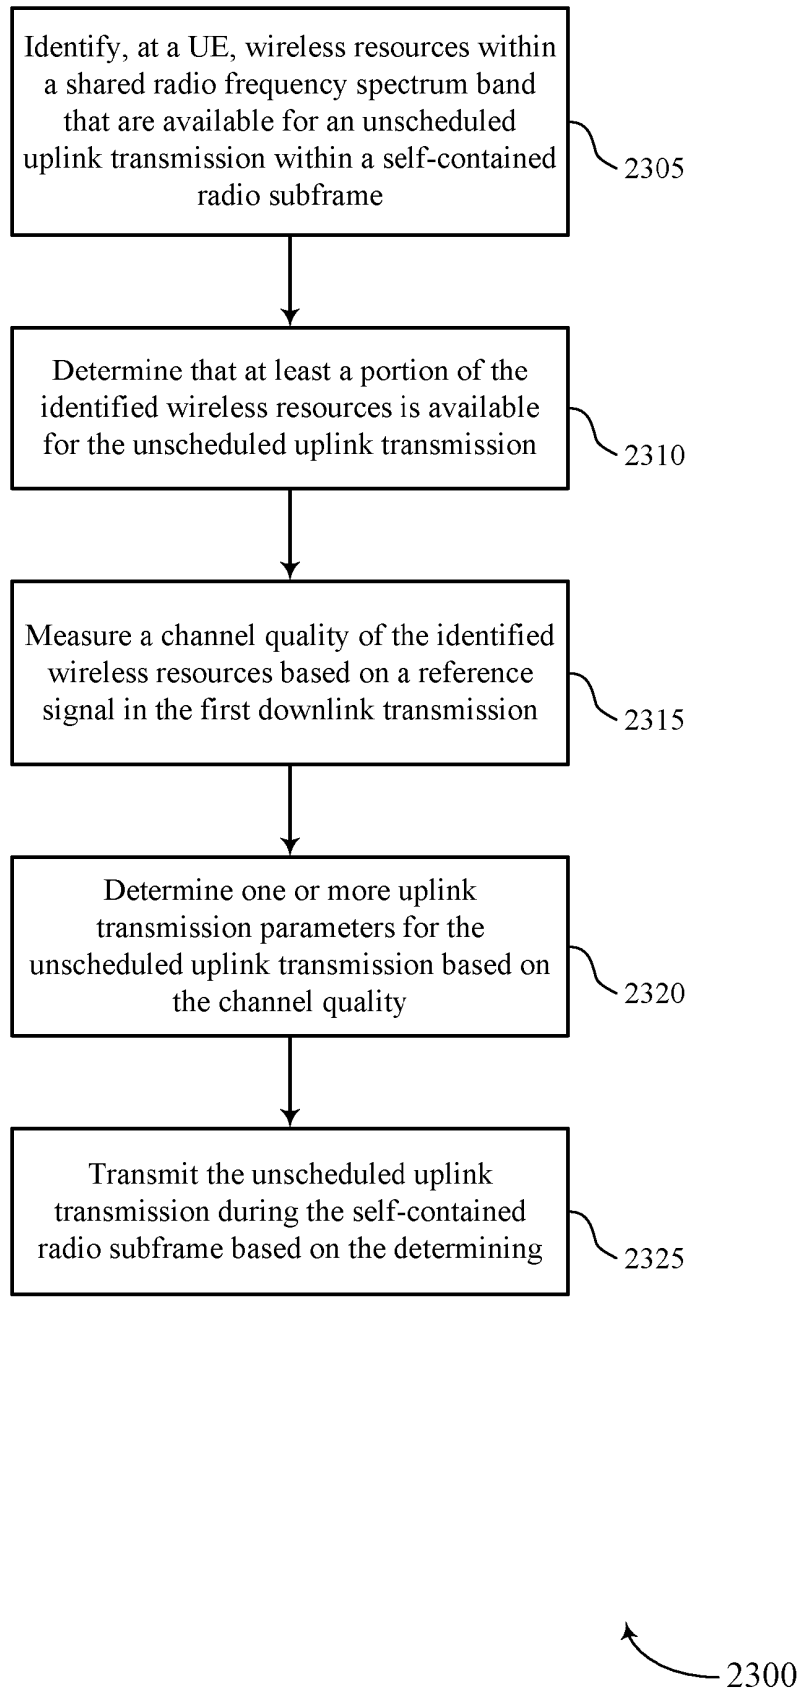 Identify, at a UE, wireless resources within
a shared radio frequency spectrum band
that are available for an unscheduled
uplink transmission within a self-contained
radio subframe
2305
Determine that at least a portion of the
identified wireless resources is available
for the unscheduled uplink transmission
2310
Measure a channel quality of the identified
wireless resources based on a reference
signal in the first downlink transmission
2315
Determine one or more uplink
transmission parameters for the
unscheduled uplink transmission based on
the channel quality
2320
Transmit the unscheduled uplink
transmission during the self-contained
radio subframe based on the determining
2325
2300